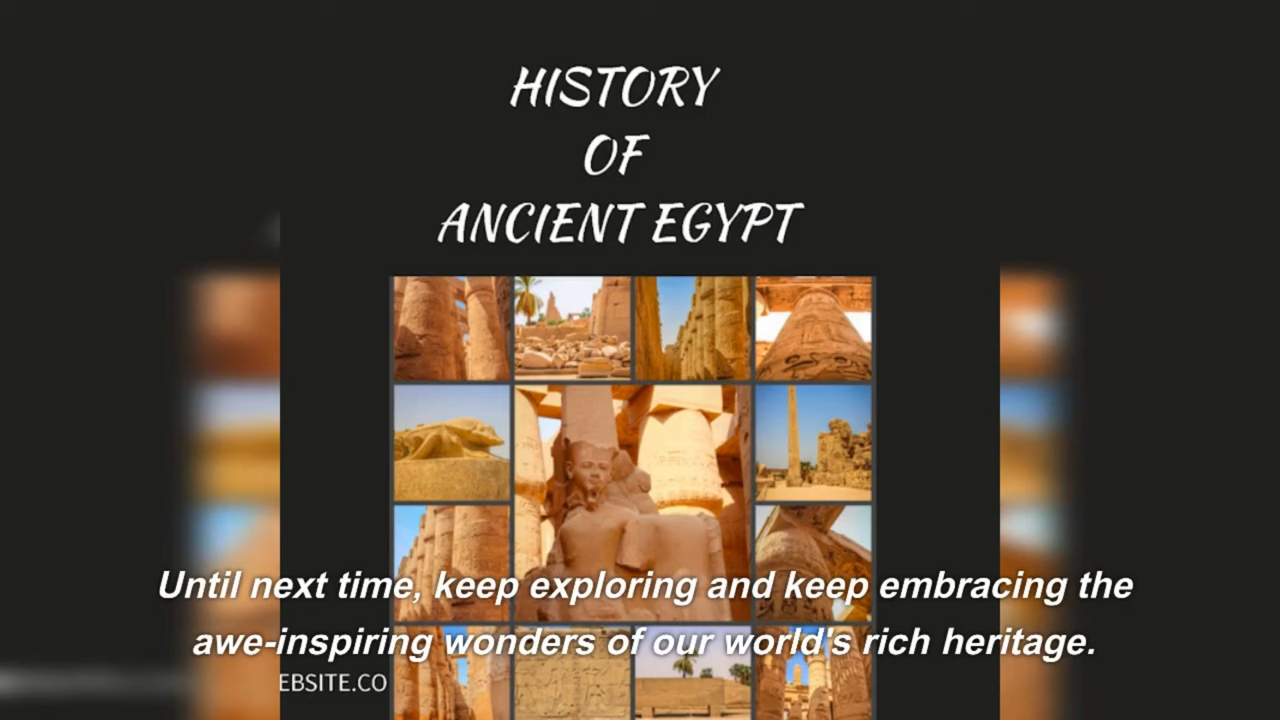 HISTORY
OF
ANCIENT EGYPT
Until next time, keep exploring and keep embracing the
awe-inspiring wonders of our world's rich heritage.
EBSITE.CO